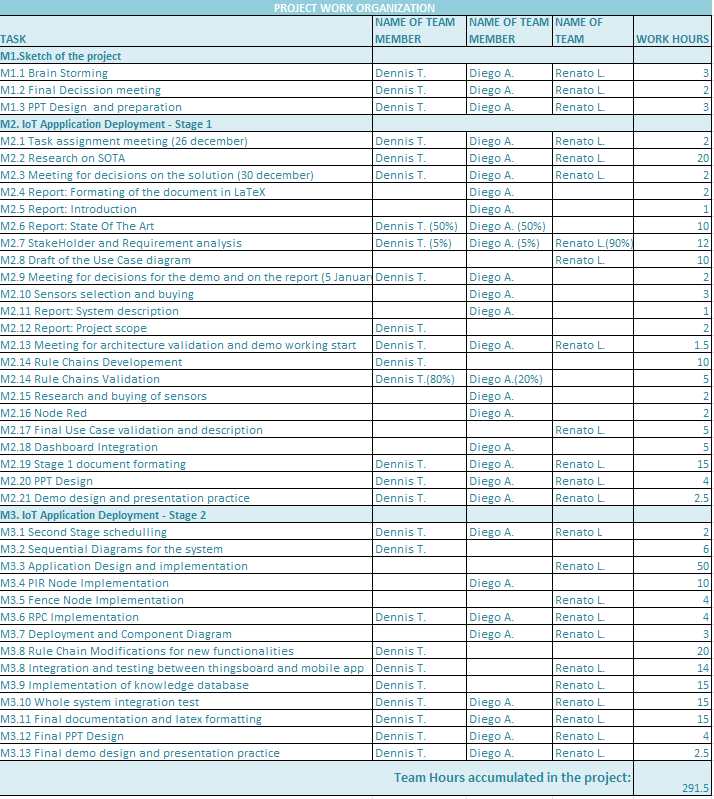 PROJECT WORK ORGANIZATION
TASK NAME OF TEAM MEMBER NAME OF TEAM MEMBER NAME OF TEAM WORK HOURS
M1.Sketch of the project
M1.1 Brain Storming Dennis T. Diego A. Renato L. 3
M1.2 Final Decission meeting Dennis T. Diego A. Renato L. 2
M1.3 PPT Design and preparation Dennis T. Diego A. Renato L. 3
M2. IoT Appplication Deployment - Stage 1
M2.1 Task assignment meeting (26 december) Dennis T. Diego A. Renato L. 2
M2.2 Research on SOTA Dennis T. Diego A. Renato L. 20
M2.3 Meeting for decisions on the solution (30 december) Dennis T. Diego A. Renato L. 2
M2.4 Report: Formating of the document in LaTeX Diego A. 2
M2.5 Report: Introduction Diego A. 1
M2.6 Report: State Of The Art Dennis T. (50%) Diego A. (50%) 10
M2.7 StakeHolder and Requirement analysis Dennis T. (5%) Diego A. (5%) Renato L.(90%) 12
M2.8 Draft of the Use Case diagram Renato L. 10
M2.9 Meeting for decisions for the demo and on the report (5 Januar Dennis T. Diego A. 2
M2.10 Sensors selection and buying Diego A. 3
M2.11 Report: System description Diego A. 1
M2.12 Report: Project scope Dennis T. 2
M2.13 Meeting for architecture validation and demo working start Dennis T. Diego A. Renato L. 1.5
M2.14 Rule Chains Developement Dennis T. 10
M2.14 Rule Chains Validation Dennis T.(80%) Diego A.(20%) 5
M2.15 Research and buying of sensors Diego A. 2
M2.16 Node Red Diego A. 2
M2.17 Final Use Case validation and description Renato L. 5
M2.18 Dashboard Integration Diego A. 5
M2.19 Stage 1 document formating Dennis T. Diego A. Renato L. 15
M2.20 PPT Design Dennis T. Diego A. Renato L. 4
M2.21 Demo design and presentation practice Dennis T. Diego A. Renato L. 2.5
M3. IoT Application Deployment - Stage 2
M3.1 Second Stage schedulling Dennis T. Diego A. Renato L 2
M3.2 Sequential Diagrams for the system Dennis T. 6
M3.3 Application Design and implementation Renato L. 50
M3.4 PIR Node Implementation Diego A. 10
M3.5 Fence Node Implementation Renato L. 4
M3.6 RPC Implementation Dennis T. Diego A. Renato L. 4
M3.7 Deployment and Component Diagram Diego A. Renato L. 3
M3.8 Rule Chain Modifications for new functionalities Dennis T. 20
M3.8 Integration and testing between thingsboard and mobile app Dennis T. Renato L. 14
M3.9 Implementation of knowledge database Dennis T. Renato L. 15
M3.10 Whole system integration test Dennis T. Diego A. Renato L. 15
M3.11 Final documentation and latex formatting Dennis T. Diego A. Renato L. 15
M3.12 Final PPT Design Dennis T. Diego A. Renato L. 4
M3.13 Final demo design and presentation practice Dennis T. Diego A. Renato L. 2.5
Team Hours accumulated in the project: 291.5